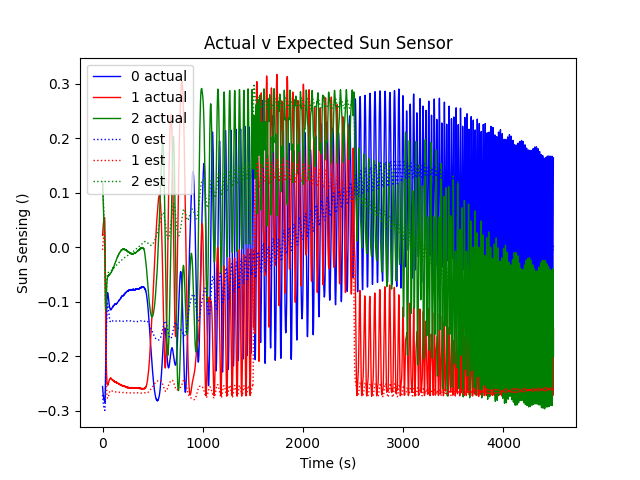 Actual v Expected Sun Sensor
0 actual
1 actual
2 actual
0 est
1 est
2 est
Sun Sensing ()
0.3
0.2
0.1
0.0
−0.1
−0.2
−0.3
0 1000 2000 3000 4000
Time (s)